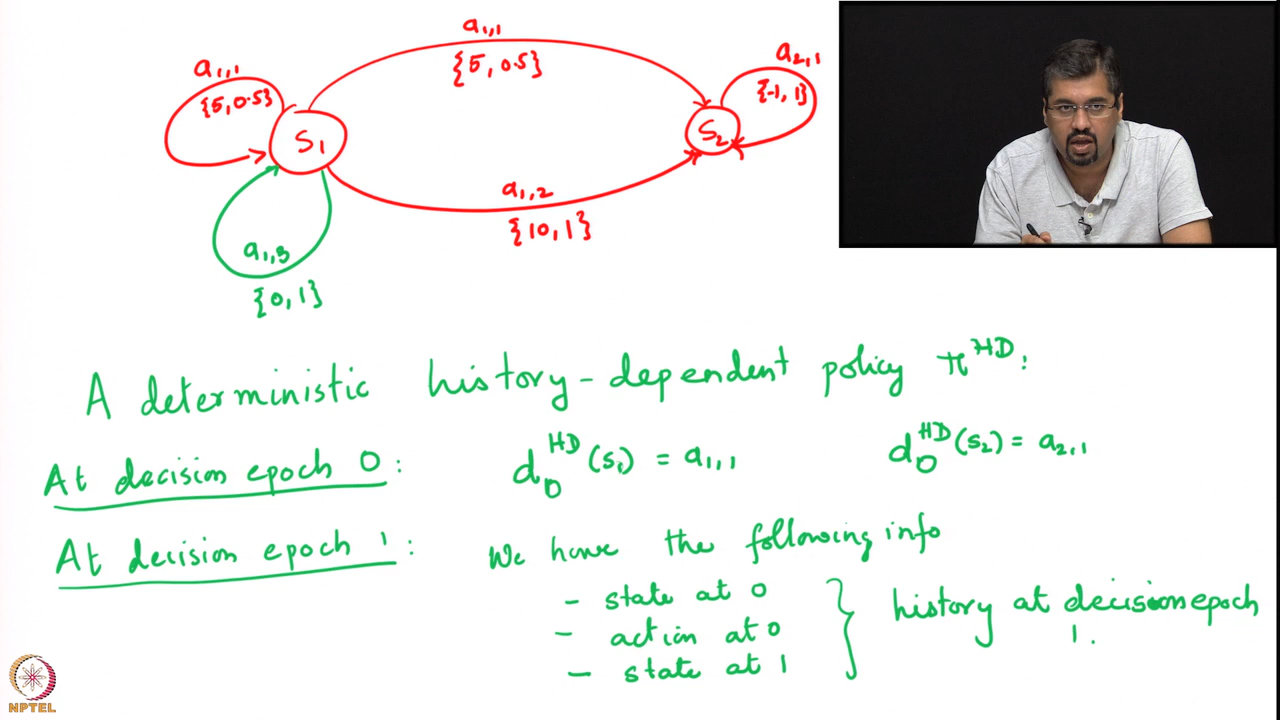 a1,1
{5, 0.5}
a1,1
{5, 0.5}
a2,1
{-1, 1}
S1
S2
a1,2
{10, 1}
a1,3
{0, 1}
A deterministic history-dependent policy π^HD:
At decision epoch 0: d_0^HD(s1) = a1,1 d_0^HD(s2) = a2,1
At decision epoch 1: We have the following info
- state at 0
- action at 0
- state at 1
history at decision epoch
1.
NPTEL